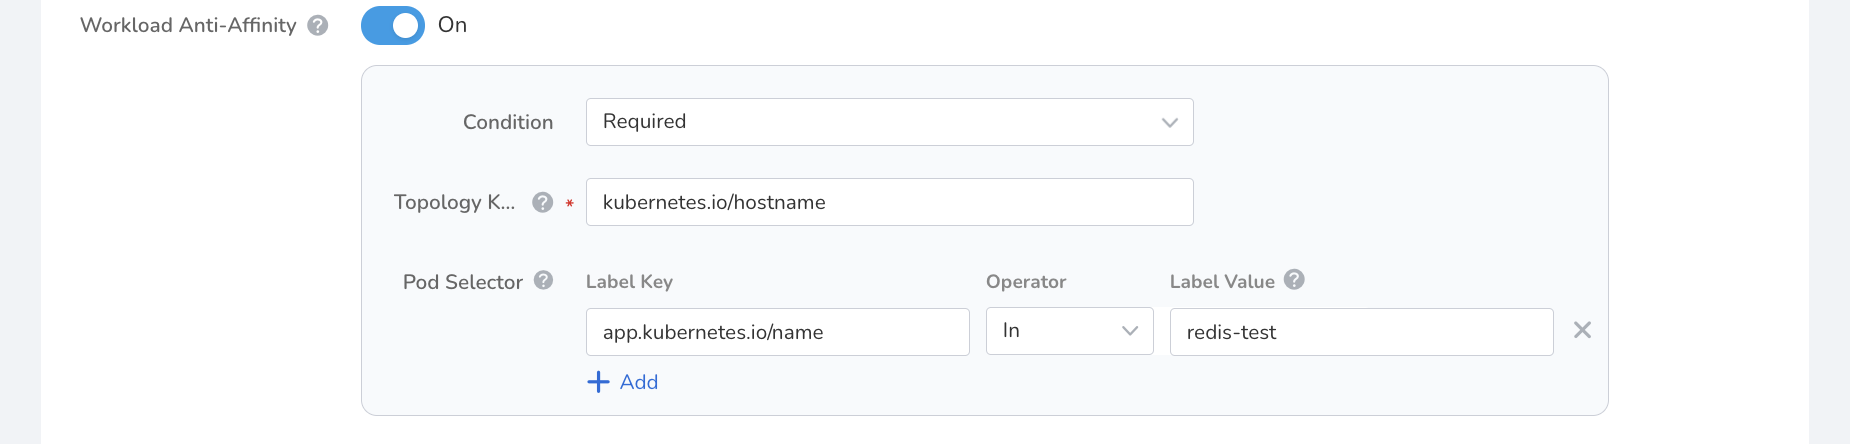 Workload Anti-Affinity ? On
Condition Required
Topology K... ? * kubernetes.io/hostname
Pod Selector ? Label Key Operator Label Value ?
app.kubernetes.io/name In redis-test
Add